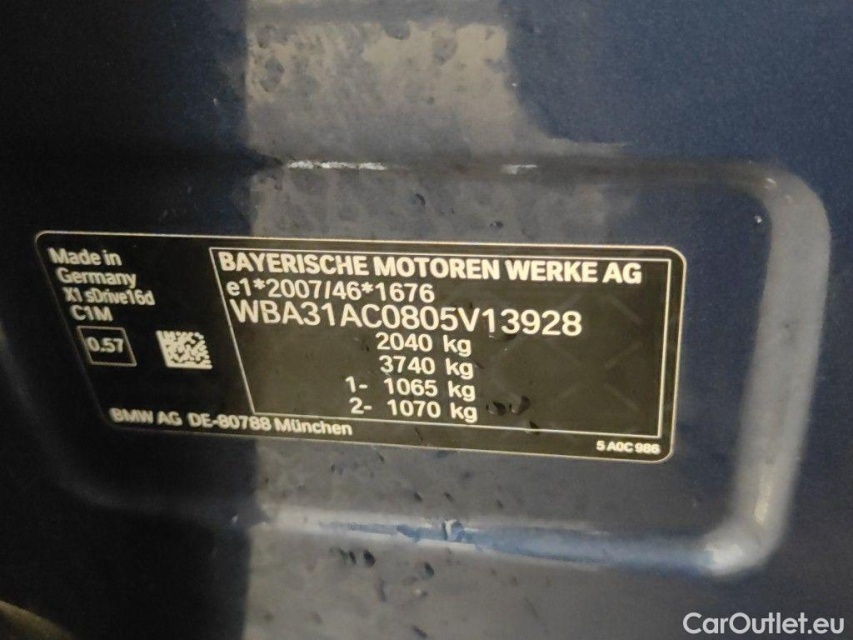 Made in
Germany
X1 sDrive16d
C1M
0.57
BAYERISCHE MOTOREN WERKE AG
e1*2007/46*1676
WBA31AC0805V13928
2040 kg
3740 kg
1- 1065 kg
2- 1070 kg
BMW AG DE-80788 München
5 A0C 986
CarOutlet.eu